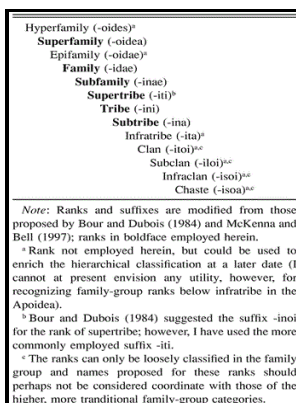 Hyperfamily (-oides)ᵃ
Superfamily (-oidea)
Epifamily (-oidae)ᵃ
Family (-idae)
Subfamily (-inae)
Supertribe (-iti)ᵇ
Tribe (-ini)
Subtribe (-ina)
Infratribe (-ita)ᵃ
Clan (-itoi)ᵃ,ᶜ
Subclan (-iloi)ᵃ,ᶜ
Infraclan (-isoi)ᵃ,ᶜ
Chaste (-isoa)ᵃ,ᶜ
Note: Ranks and suffixes are modified from those
proposed by Bour and Dubois (1984) and McKenna and
Bell (1997); ranks in boldface employed herein.
ᵃ Rank not employed herein, but could be used to
enrich the hierarchical classification at a later date (I
cannot at present envision any utility, however, for
recognizing family-group ranks below infratribe in the
Apoidea).
ᵇ Bour and Dubois (1984) suggested the suffix -inoi
for the rank of supertribe; however, I have used the more
commonly employed suffix -iti.
ᶜ The ranks can only be loosely classified in the family
group and names proposed for these ranks should
perhaps not be considered coordinate with those of the
higher, more tranditional family-group categories.